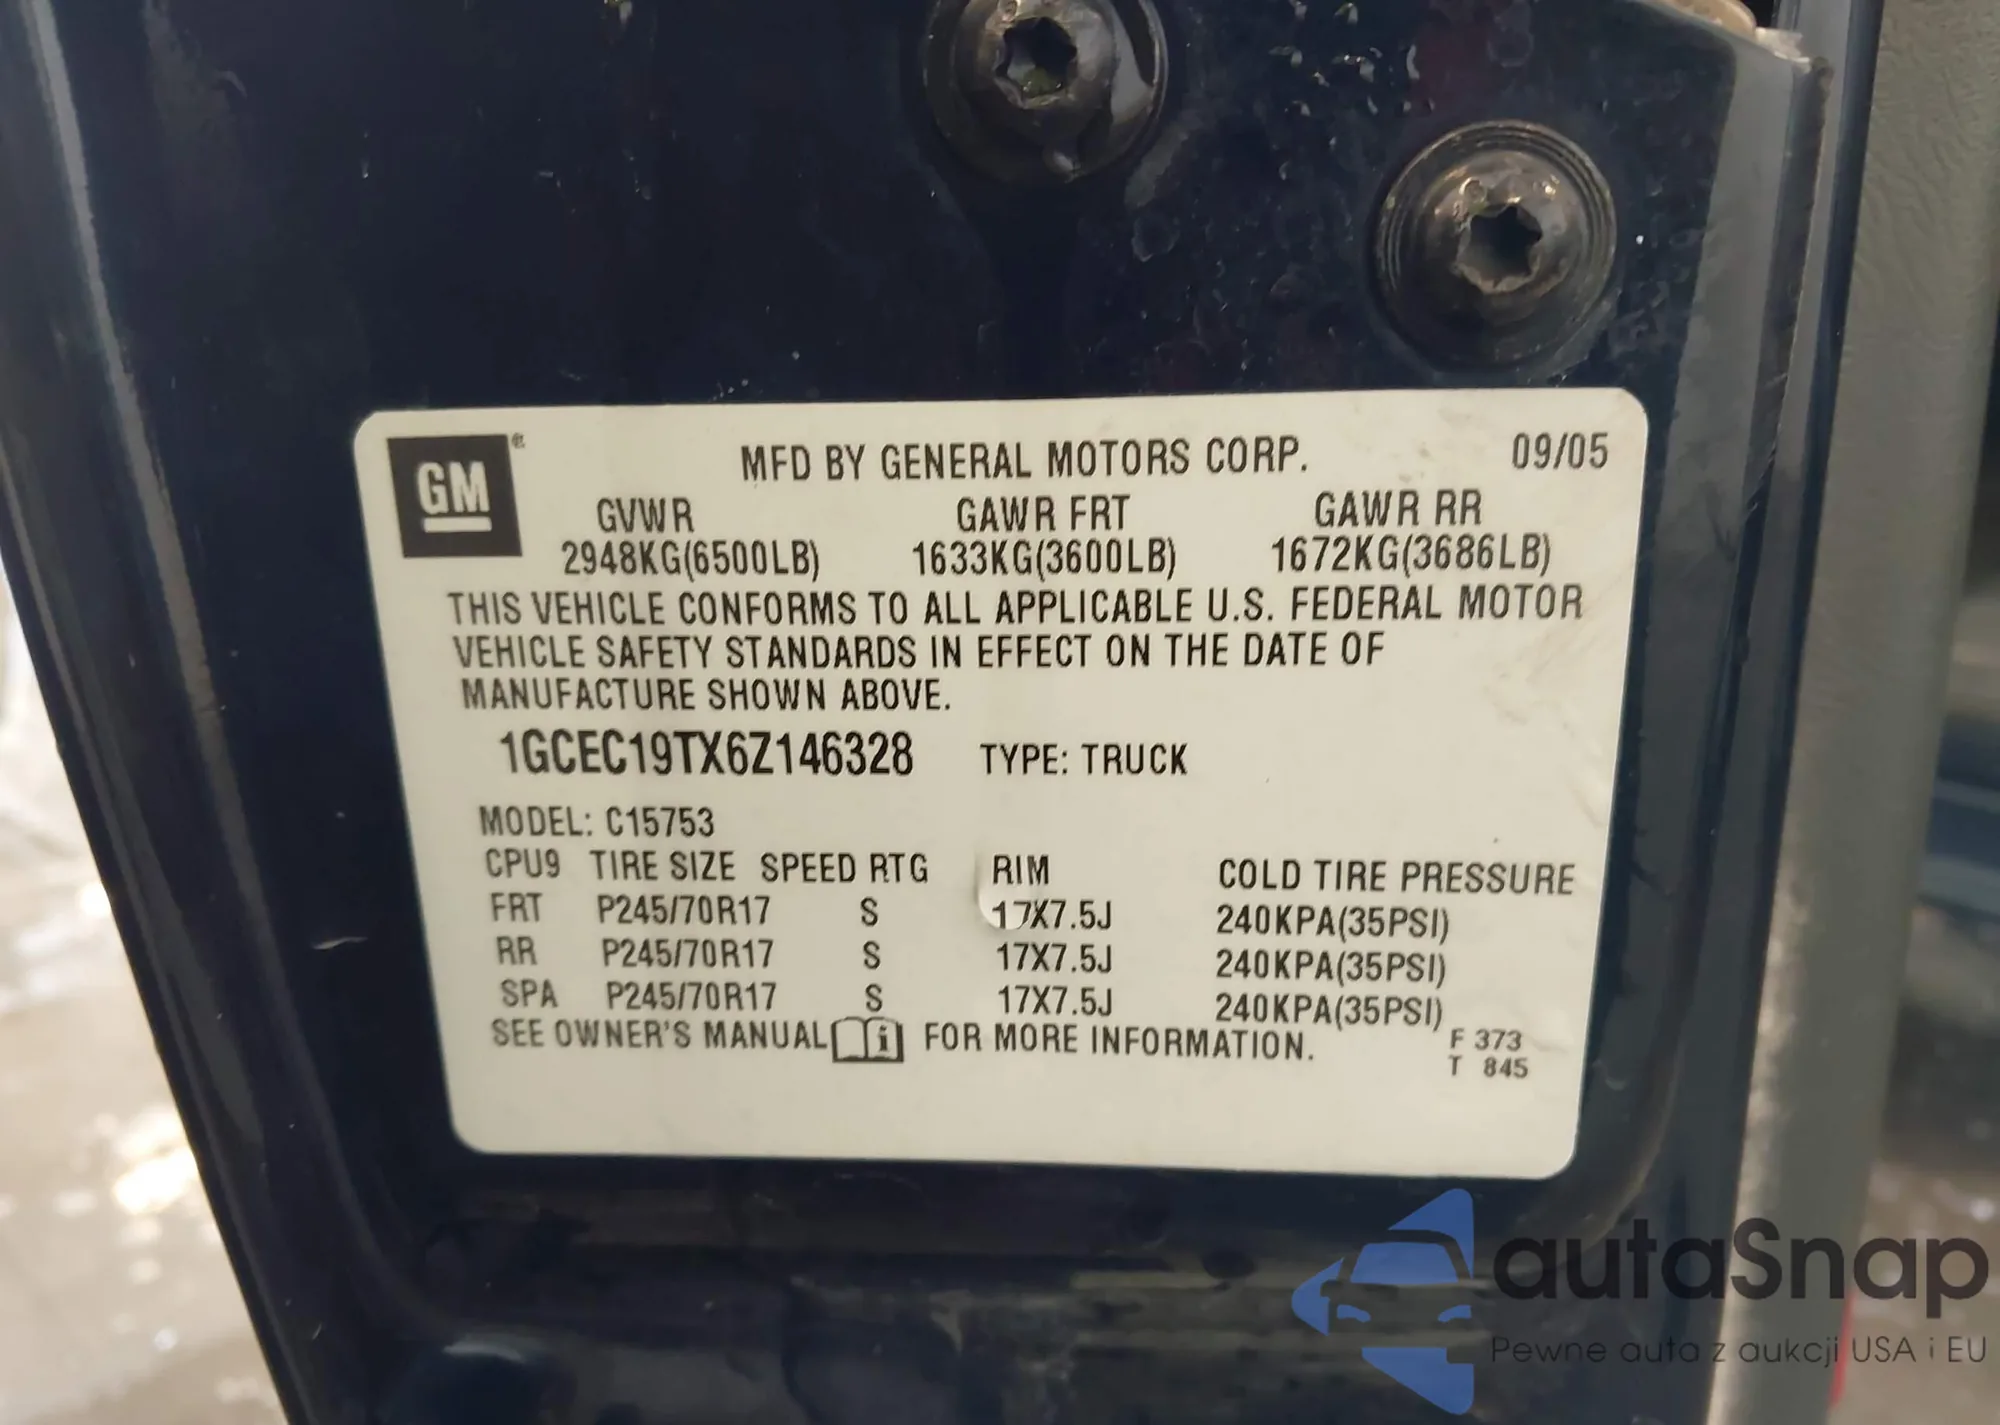 GM®
MFD BY GENERAL MOTORS CORP. 09/05
GVWR GAWR FRT GAWR RR
2948KG(6500LB) 1633KG(3600LB) 1672KG(3686LB)
THIS VEHICLE CONFORMS TO ALL APPLICABLE U.S. FEDERAL MOTOR
VEHICLE SAFETY STANDARDS IN EFFECT ON THE DATE OF
MANUFACTURE SHOWN ABOVE.
1GCEC19TX6Z146328 TYPE: TRUCK
MODEL: C15753
CPU9 TIRE SIZE SPEED RTG RIM COLD TIRE PRESSURE
FRT P245/70R17 S 17X7.5J 240KPA(35PSI)
RR P245/70R17 S 17X7.5J 240KPA(35PSI)
SPA P245/70R17 S 17X7.5J 240KPA(35PSI)
SEE OWNER'S MANUAL i FOR MORE INFORMATION.
F 373
T 845
autaSnap
Pewne auta z aukcji USA i EU